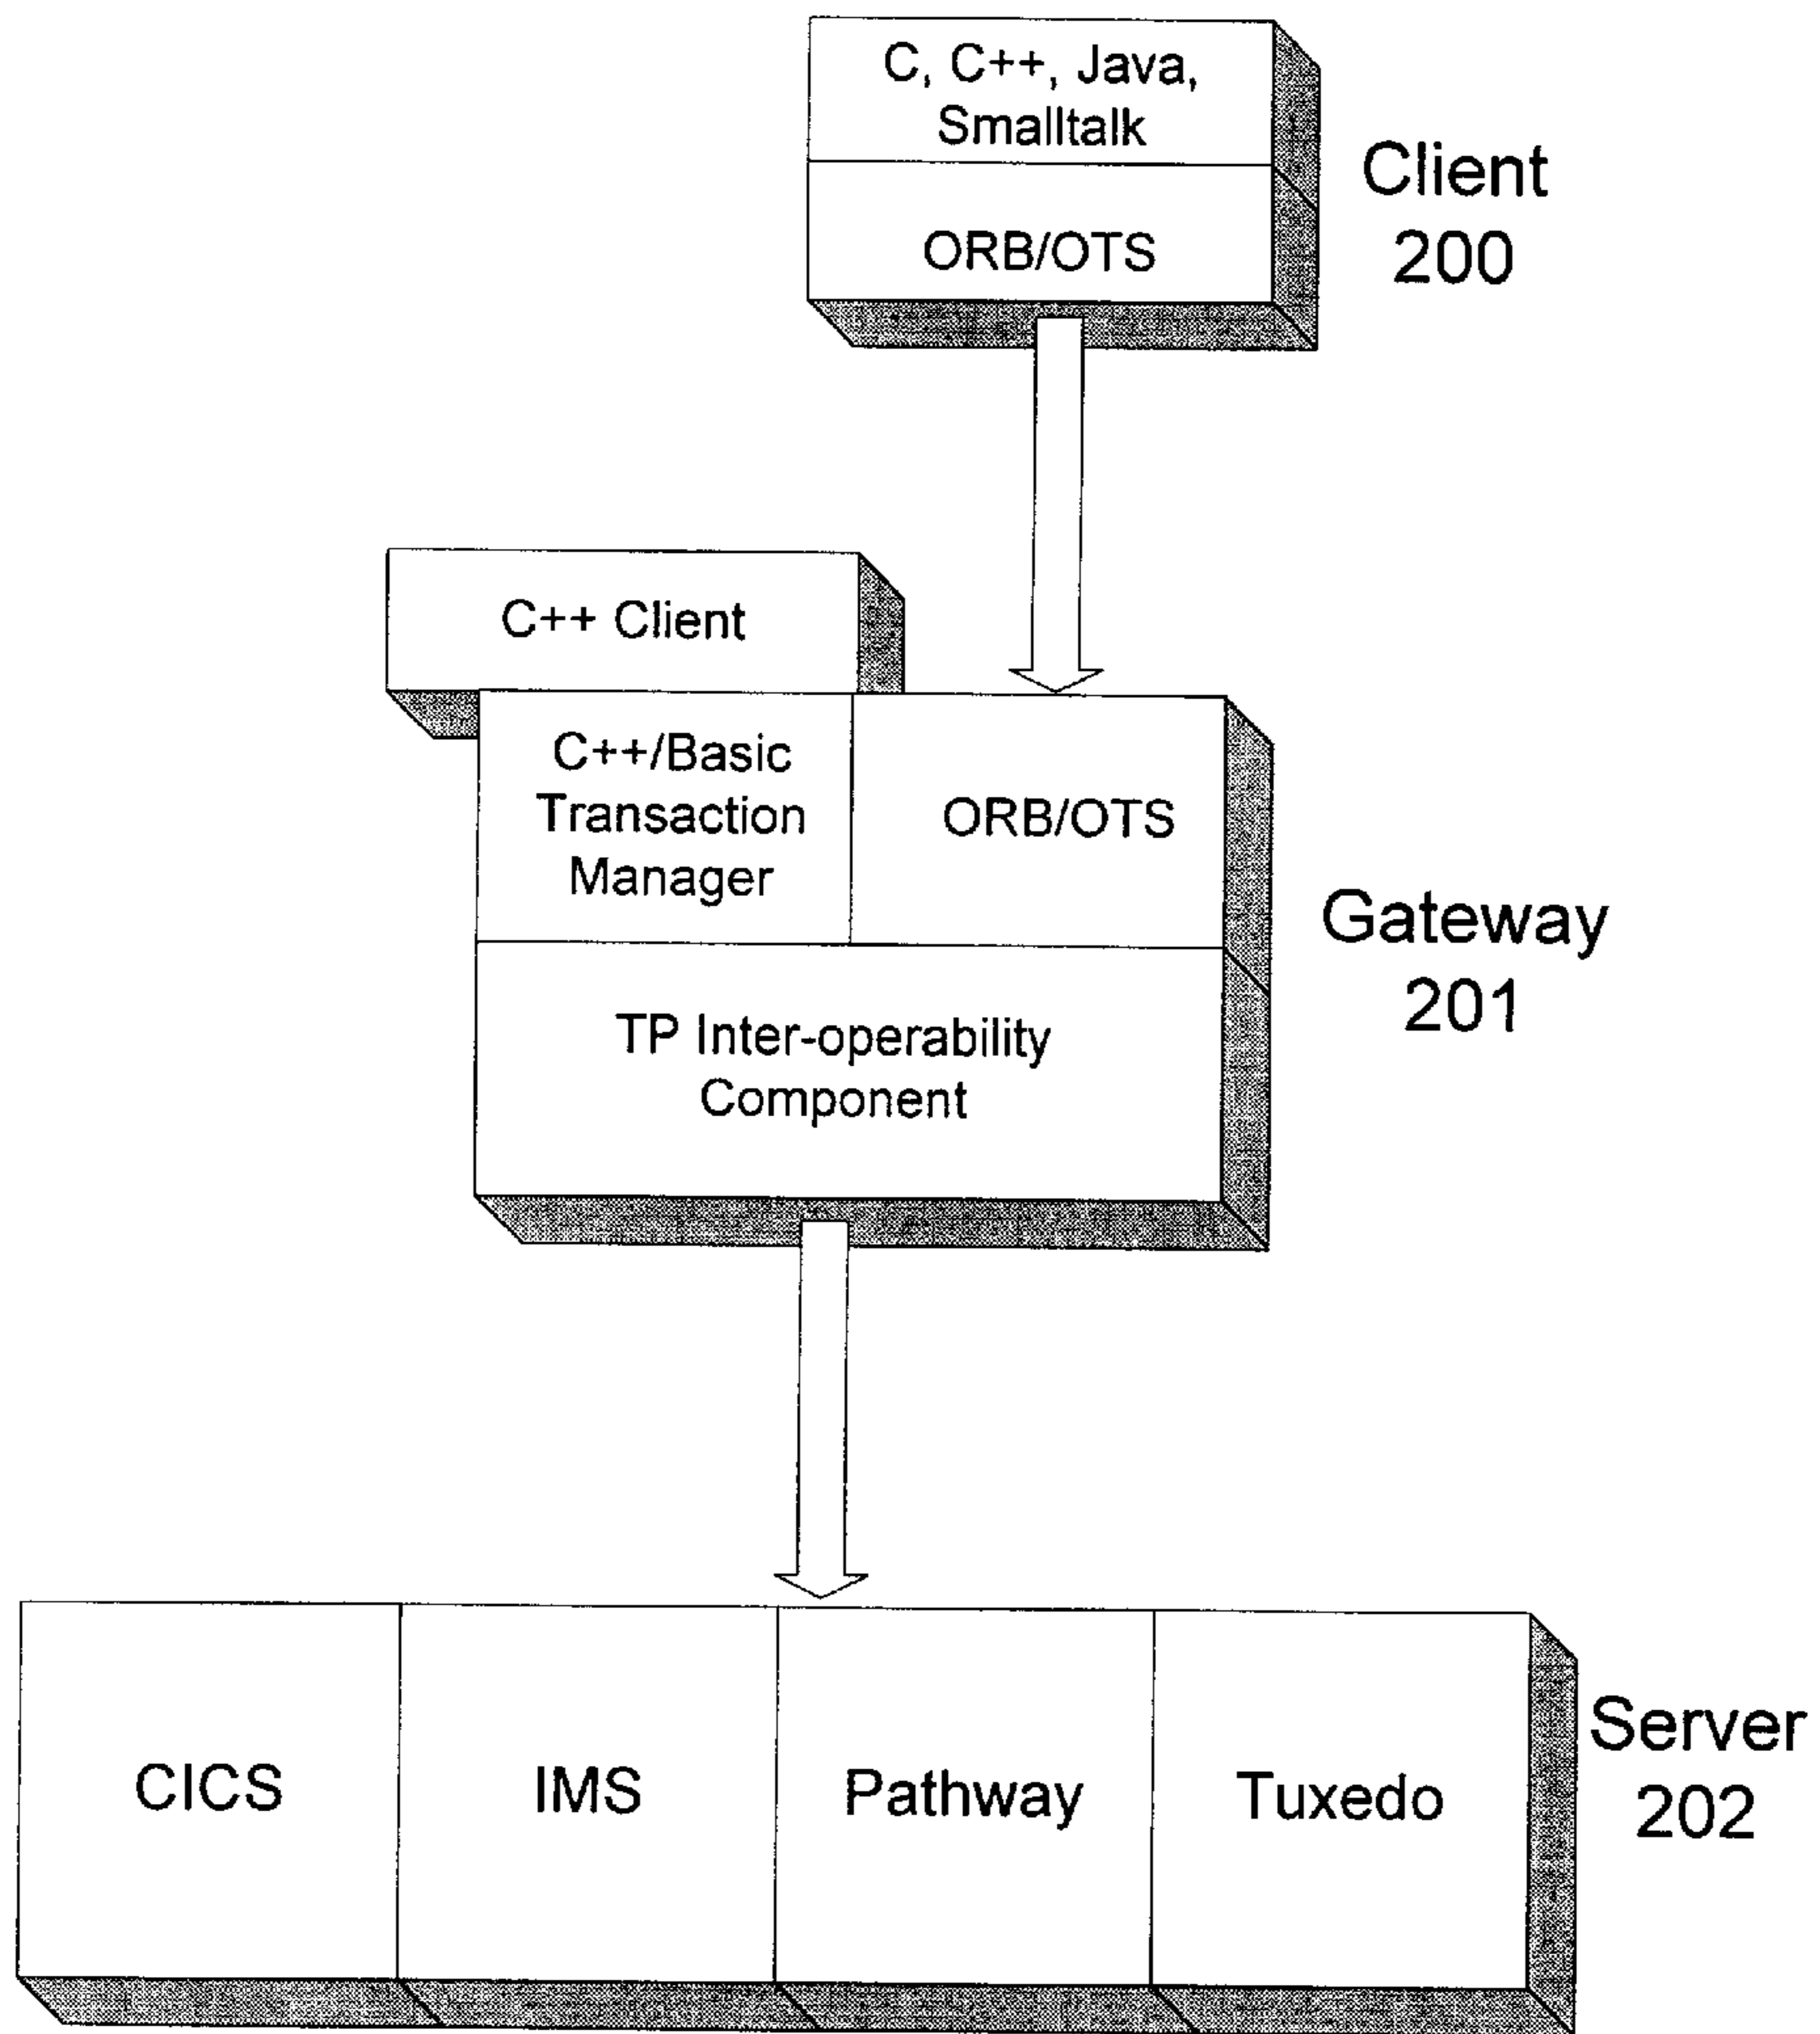 C, C++, Java,
Smalltalk
ORB/OTS
Client
200
C++ Client
C++/Basic
Transaction
Manager
ORB/OTS
TP Inter-operability
Component
Gateway
201
CICS
IMS
Pathway
Tuxedo
Server
202